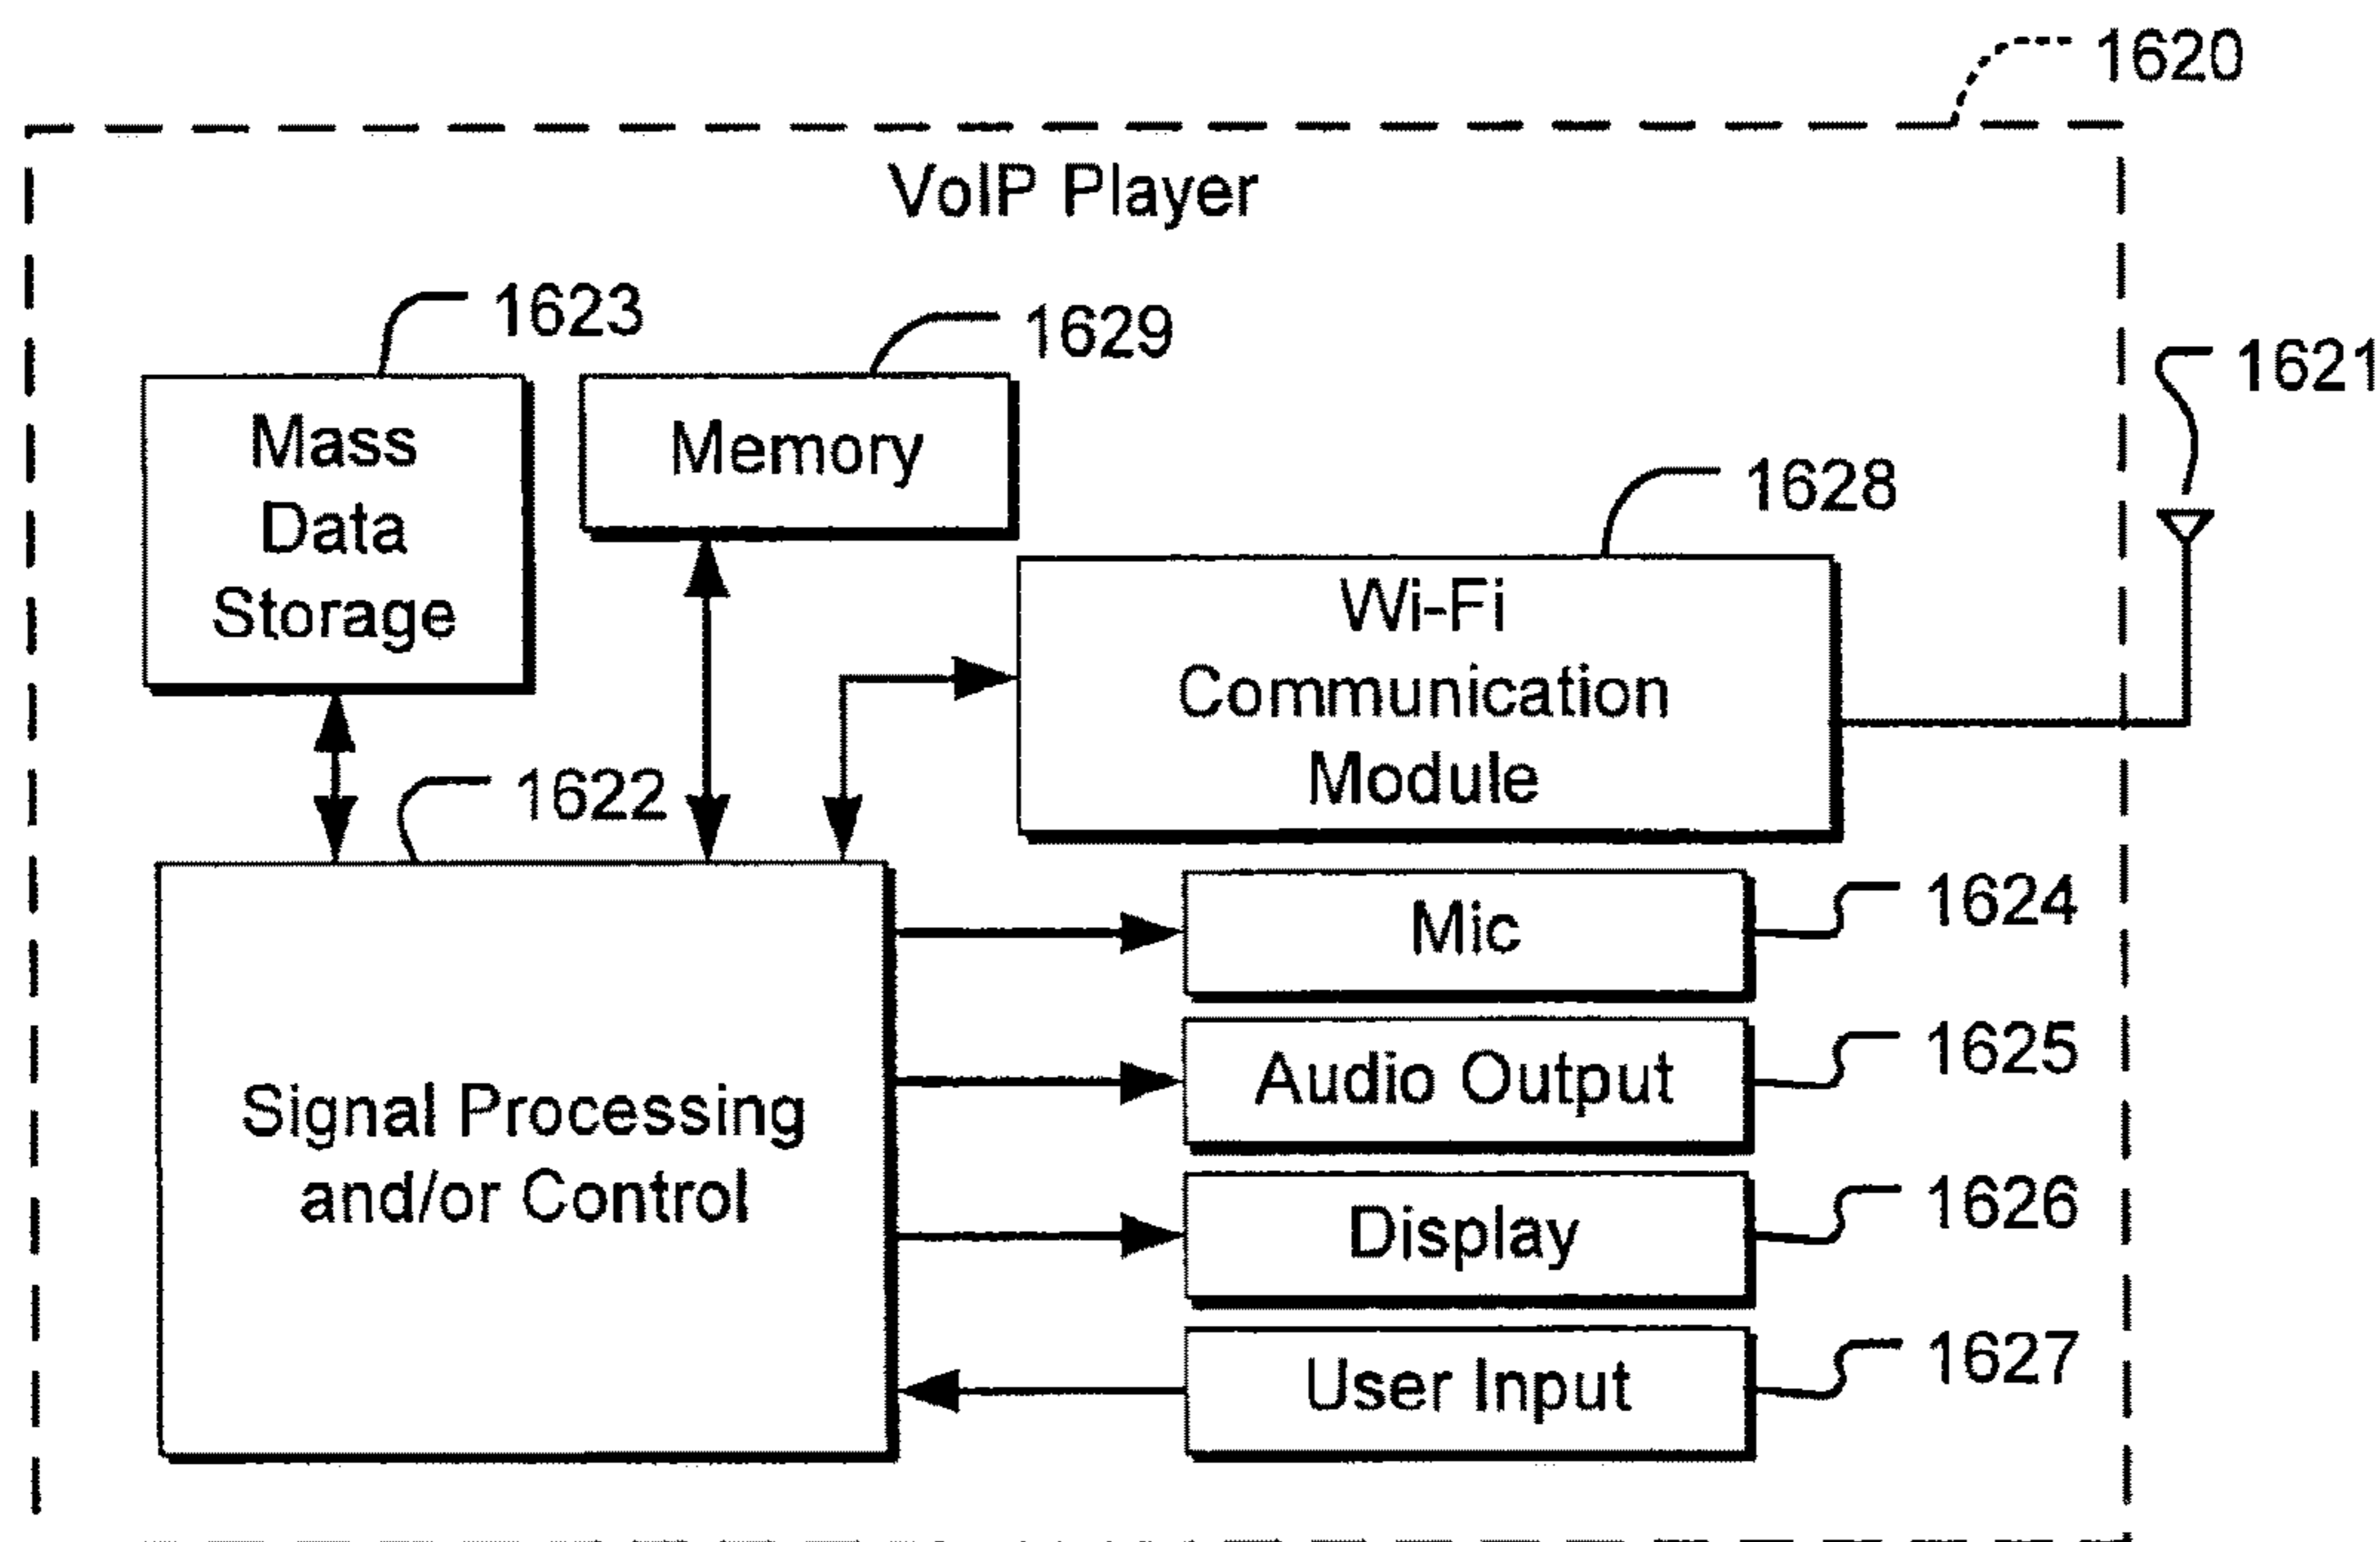 1620
VoIP Player
1623
1629
1621
Mass
Data
Storage
Memory
1628
Wi-Fi
Communication
Module
1622
Signal Processing
and/or Control
Mic
1624
Audio Output
1625
Display
1626
User Input
1627